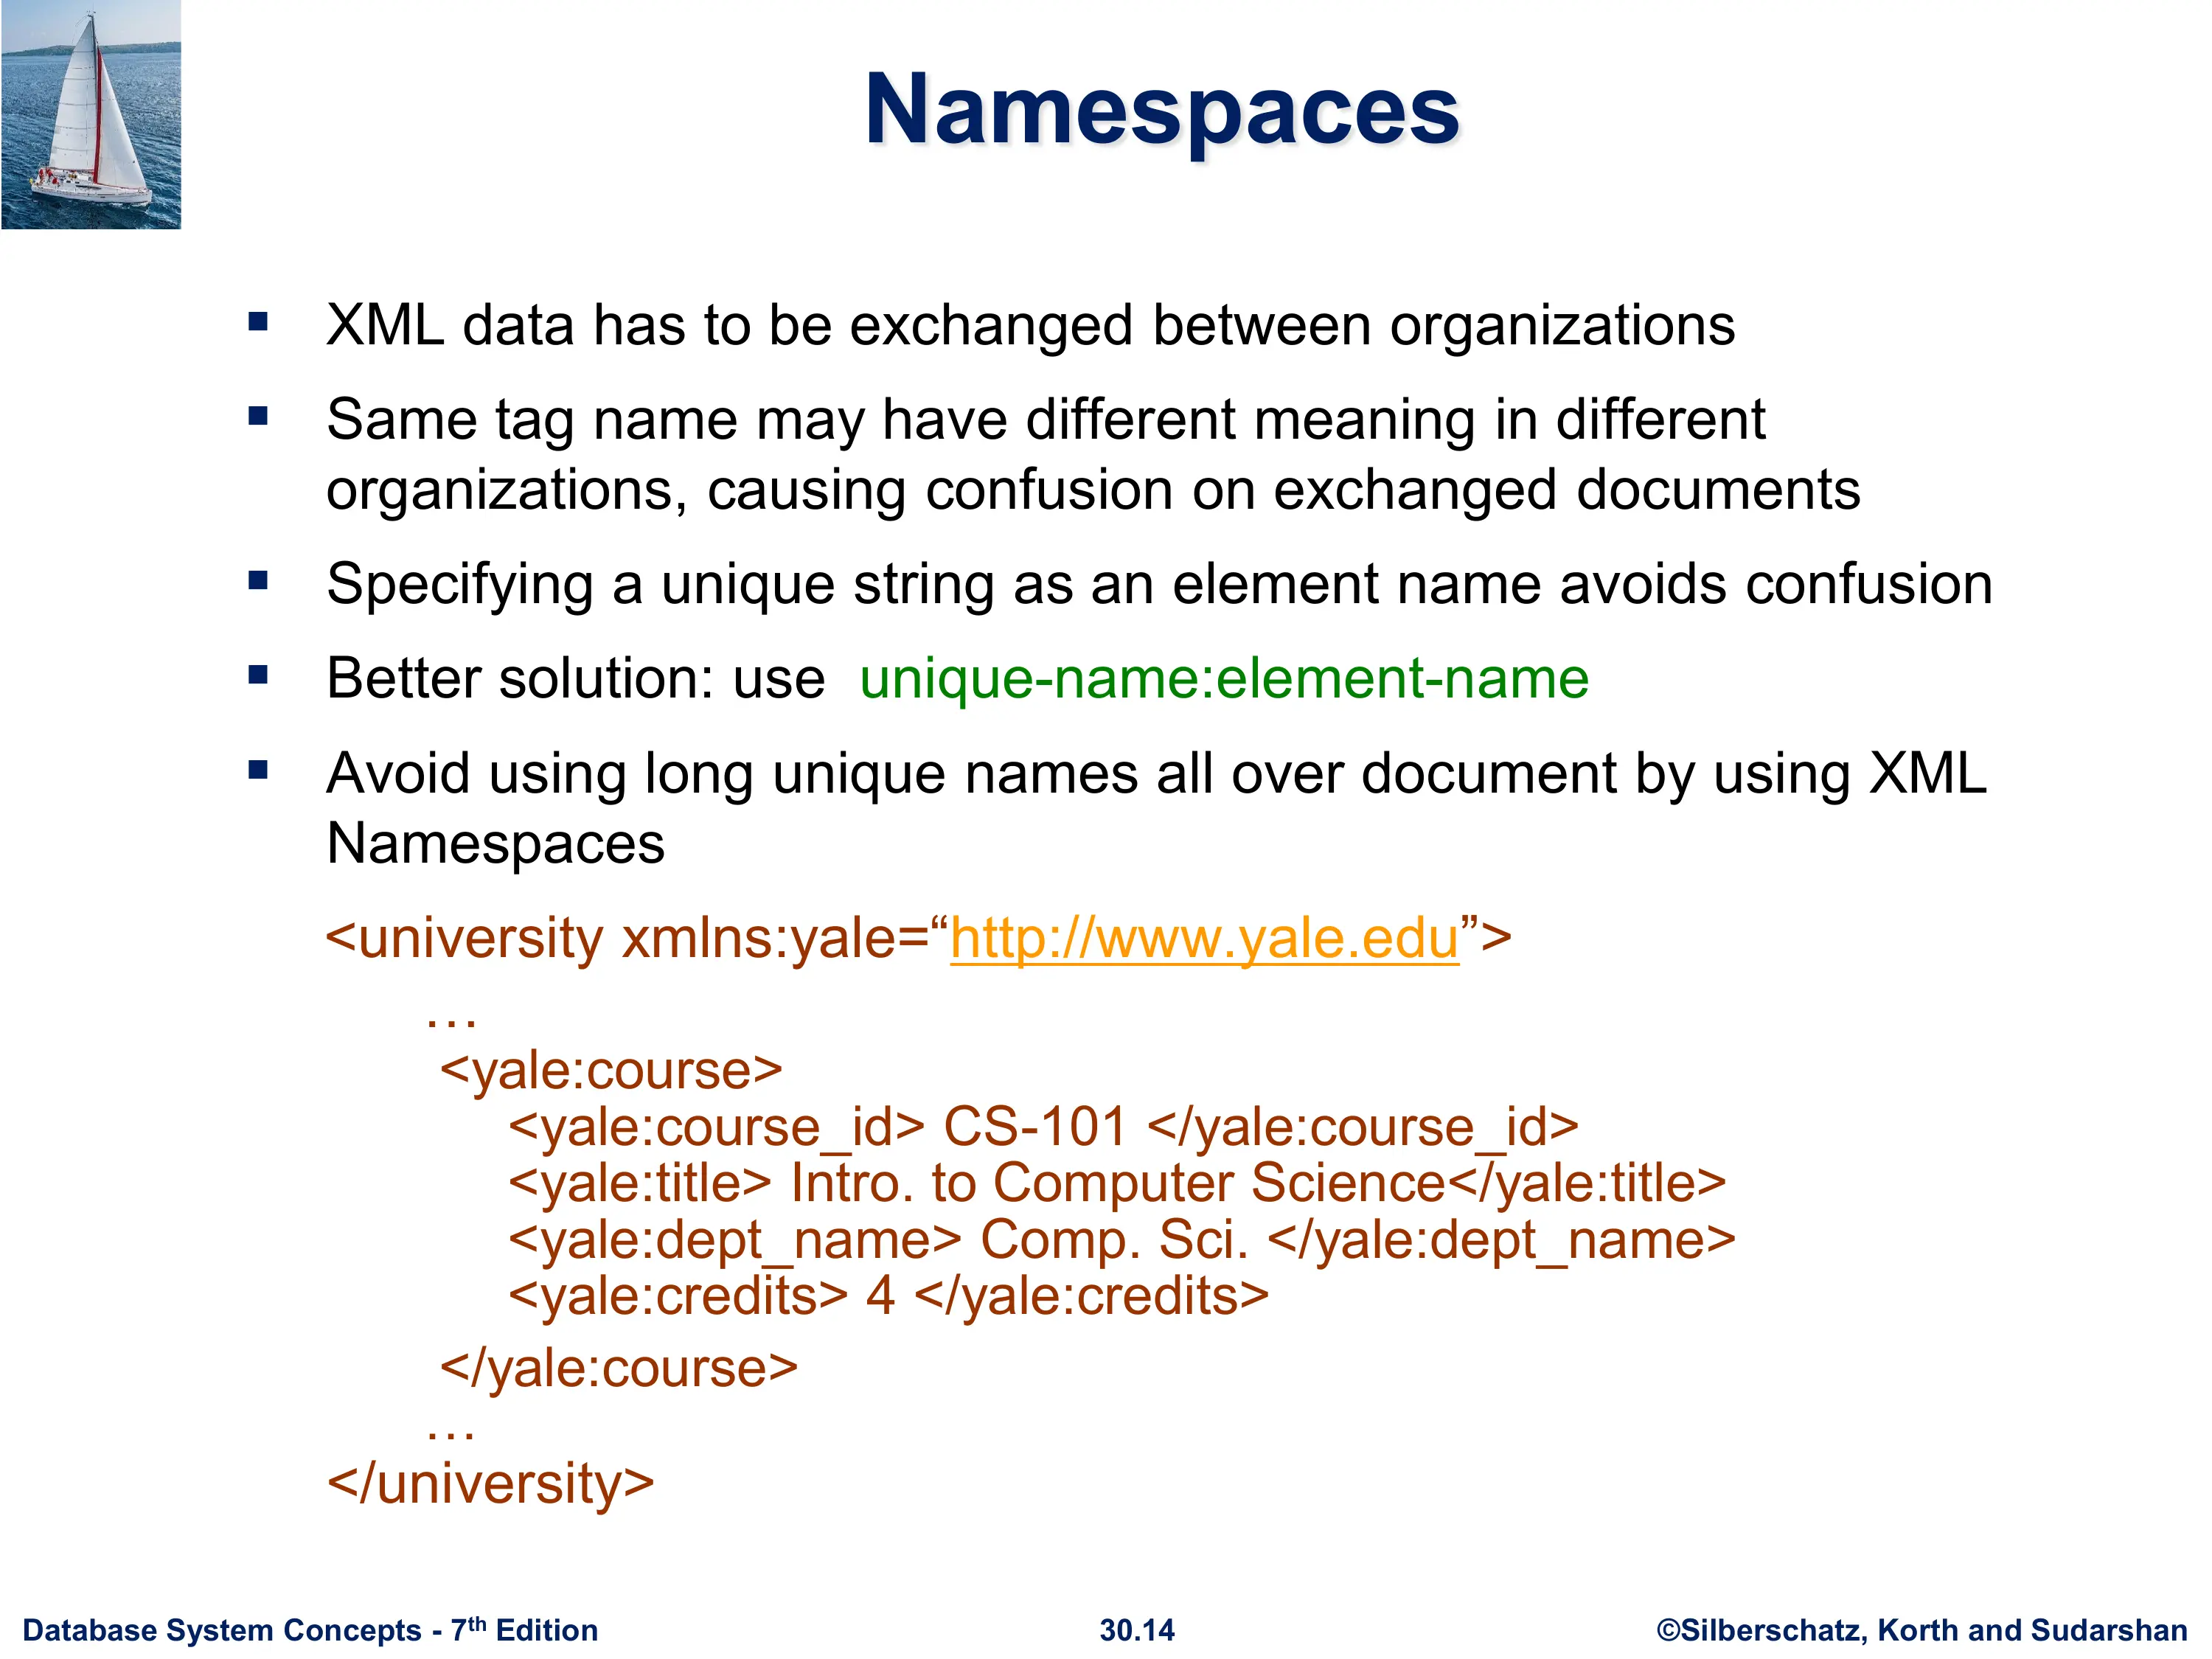 Namespaces
XML data has to be exchanged between organizations
Same tag name may have different meaning in different
organizations, causing confusion on exchanged documents
Specifying a unique string as an element name avoids confusion
Better solution: use unique-name:element-name
Avoid using long unique names all over document by using XML
Namespaces
<university xmlns:yale=“http://www.yale.edu”>
…
<yale:course>
<yale:course_id> CS-101 </yale:course_id>
<yale:title> Intro. to Computer Science</yale:title>
<yale:dept_name> Comp. Sci. </yale:dept_name>
<yale:credits> 4 </yale:credits>
</yale:course>
…
</university>
Database System Concepts - 7th Edition
30.14
©Silberschatz, Korth and Sudarshan